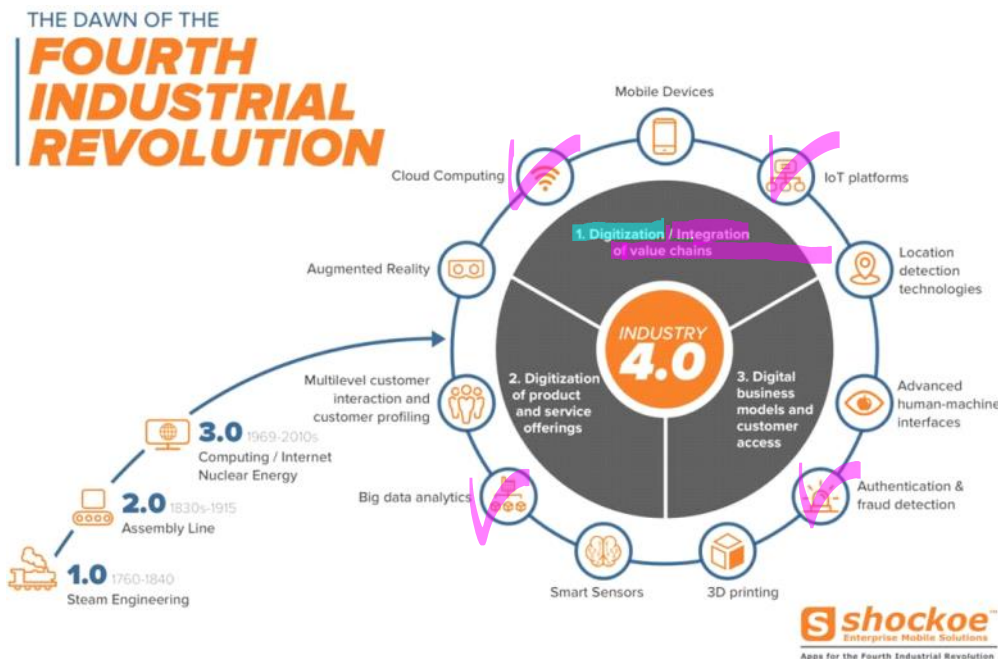 THE DAWN OF THE
FOURTH
INDUSTRIAL
REVOLUTION
Mobile Devices
Cloud Computing
IoT platforms
1. Digitization / Integration
of value chains
Augmented Reality
Location
detection
technologies
INDUSTRY
4.0
Multilevel customer
interaction and
customer profiling
2. Digitization
of product
and service
offerings
3. Digital
business
models and
customer
access
Advanced
human-machine
interfaces
3.0 1969-2010s
Computing / Internet
Nuclear Energy
Big data analytics
Authentication &
fraud detection
2.0 1830s-1915
Assembly Line
1.0 1760-1840
Steam Engineering
Smart Sensors
3D printing
S shockoe™
Enterprise Mobile Solutions
Apps for the Fourth Industrial Revolution